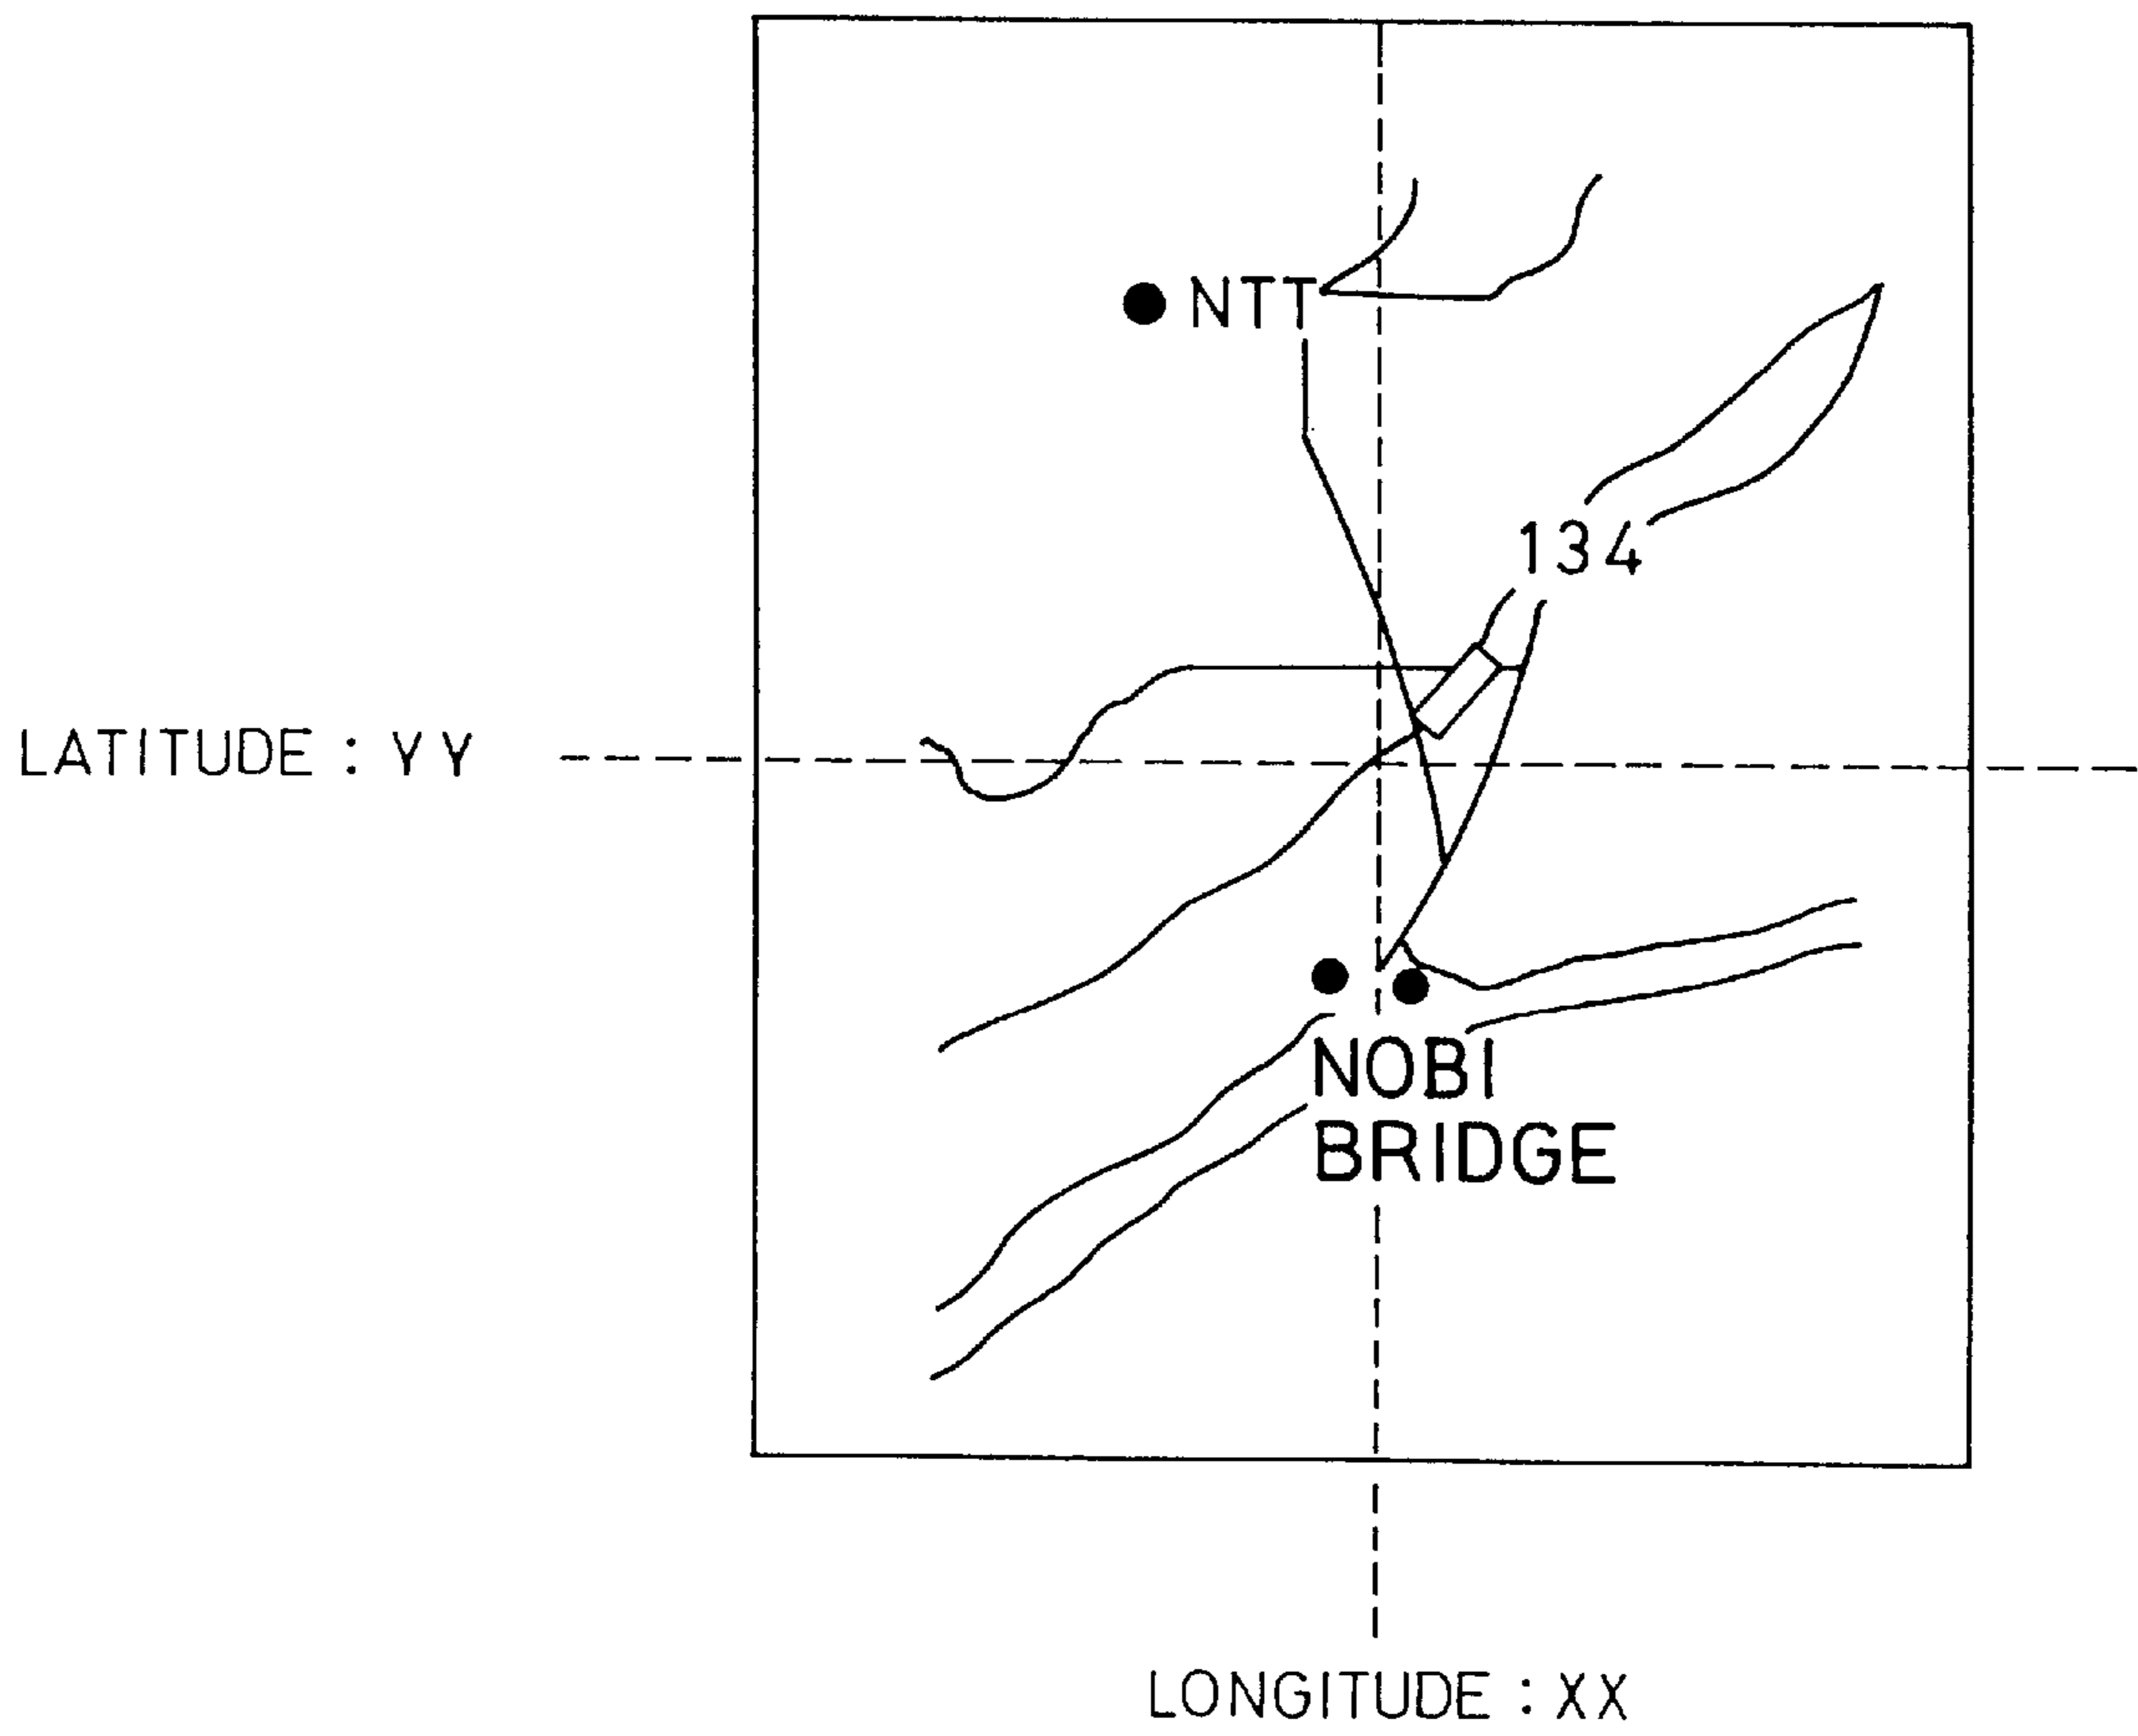 NTT
134
LATITUDE : YY
NOBI
BRIDGE
LONGITUDE : XX